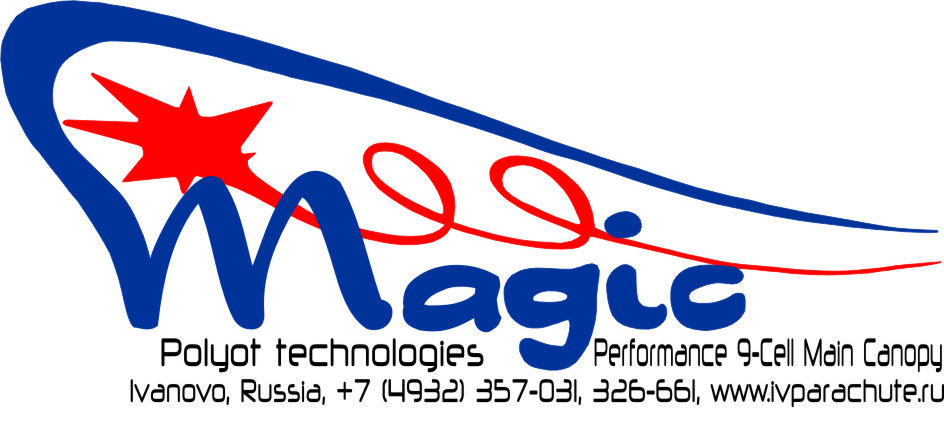 Magic
Polyot technologies Performance 9-Cell Main Canopy
Ivanovo, Russia, +7 (4932) 357-031, 326-661, www.ivparachute.ru